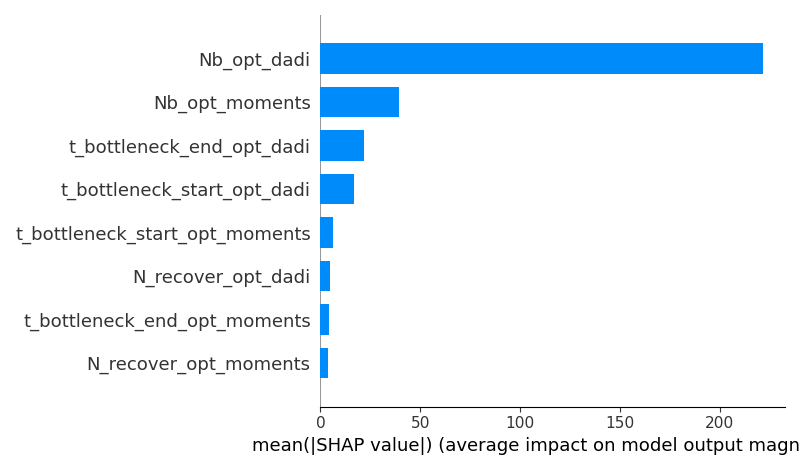 Nb_opt_dadi
Nb_opt_moments
t_bottleneck_end_opt_dadi
t_bottleneck_start_opt_dadi
t_bottleneck_start_opt_moments
N_recover_opt_dadi
t_bottleneck_end_opt_moments
N_recover_opt_moments
0 50 100 150 200
mean(|SHAP value|) (average impact on model output magn